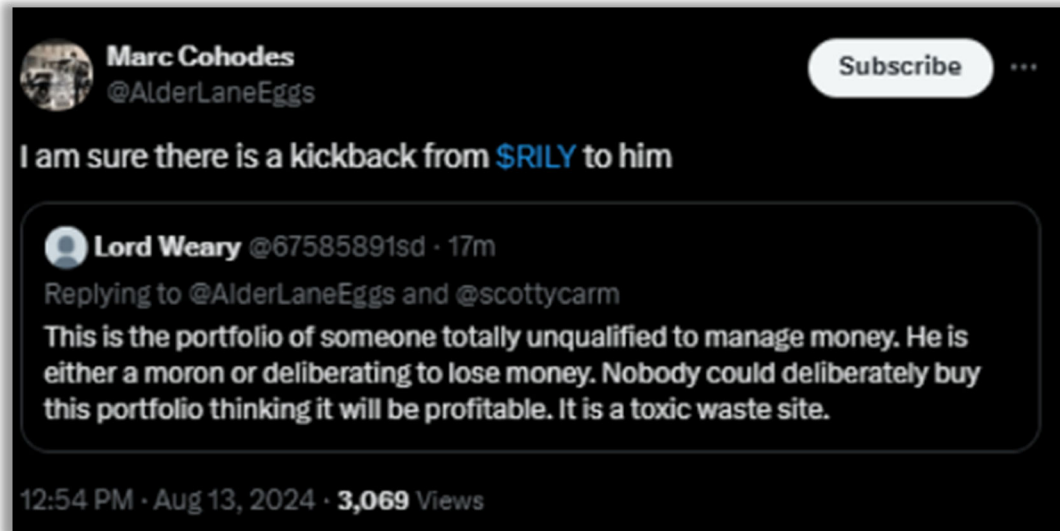 Marc Cohodes
@AlderLaneEggs
Subscribe
I am sure there is a kickback from $RILY to him
Lord Weary @67585891sd · 17m
Replying to @AlderLaneEggs and @scottycarm
This is the portfolio of someone totally unqualified to manage money. He is
either a moron or deliberating to lose money. Nobody could deliberately buy
this portfolio thinking it will be profitable. It is a toxic waste site.
12:54 PM · Aug 13, 2024 · 3,069 Views